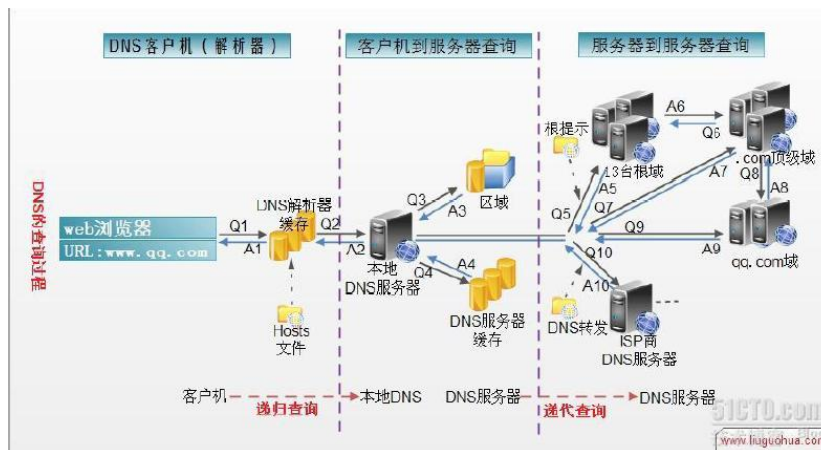 DNS客户机（解析器）
客户机到服务器查询
服务器到服务器查询
DNS的查询过程
web浏览器
URL:www.qq.com
Q1
A1
DNS解析器
缓存
Hosts
文件
Q2
A2
本地
DNS服务器
Q3
A3
区域
Q4
A4
DNS服务器
缓存
根提示
13台根域
A6
Q6
.com顶级域
Q5
A5
Q7
A7
Q8
A8
Q9
A9
qq.com域
Q10
A10
DNS转发
ISP商
DNS服务器
客户机
递归查询
本地DNS
DNS服务器
递代查询
DNS服务器
51CTO.com
www.liuguohua.com